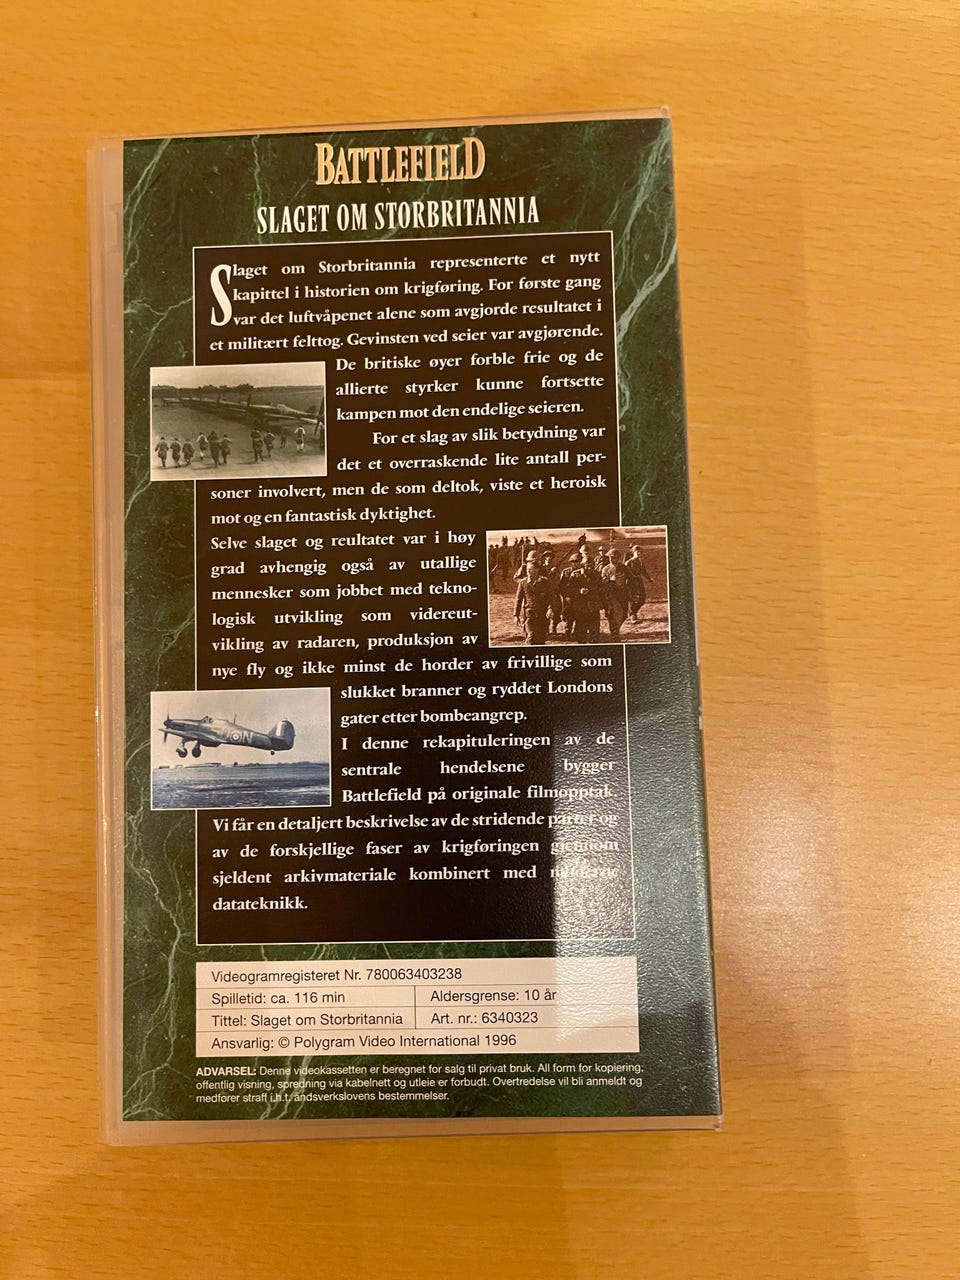 BATTLEFIELD
SLAGET OM STORBRITANNIA
Slaget om Storbritannia representerte et nytt
kapittel i historien om krigføring. For første gang
var det luftvåpenet alene som avgjorde resultatet i
et militært felttog. Gevinsten ved seier var avgjørende.
De britiske øyer forble frie og de
allierte styrker kunne fortsette
kampen mot den endelige seieren.
For et slag av slik betydning var
det et overraskende lite antall per-
soner involvert, men de som deltok, viste et heroisk
mot og en fantastisk dyktighet.
Selve slaget og reultatet var i høy
grad avhengig også av utallige
mennesker som jobbet med tekno-
logisk utvikling som videreut-
vikling av radaren, produksjon av
nye fly og ikke minst de horder av frivillige som
slukket branner og ryddet Londons
gater etter bombeangrep.
I denne rekapituleringen av de
sentrale hendelsene bygger
Battlefield på originale filmopptak.
Vi får en detaljert beskrivelse av de stridende parter og
av de forskjellige faser av krigføringen gjennom
sjeldent arkivmateriale kombinert med
datateknikk.
Videogramregisteret Nr. 780063403238
Spilletid: ca. 116 min Aldersgrense: 10 år
Tittel: Slaget om Storbritannia Art. nr.: 6340323
Ansvarlig: © Polygram Video International 1996
ADVARSEL: Denne videokassetten er beregnet for salg til privat bruk. All form for kopiering,
offentlig visning, spredning via kabelnett og utleie er forbudt. Overtredelse vil bli anmeldt og
medfører straff i.h.t. åndsverkslovens bestemmelser.